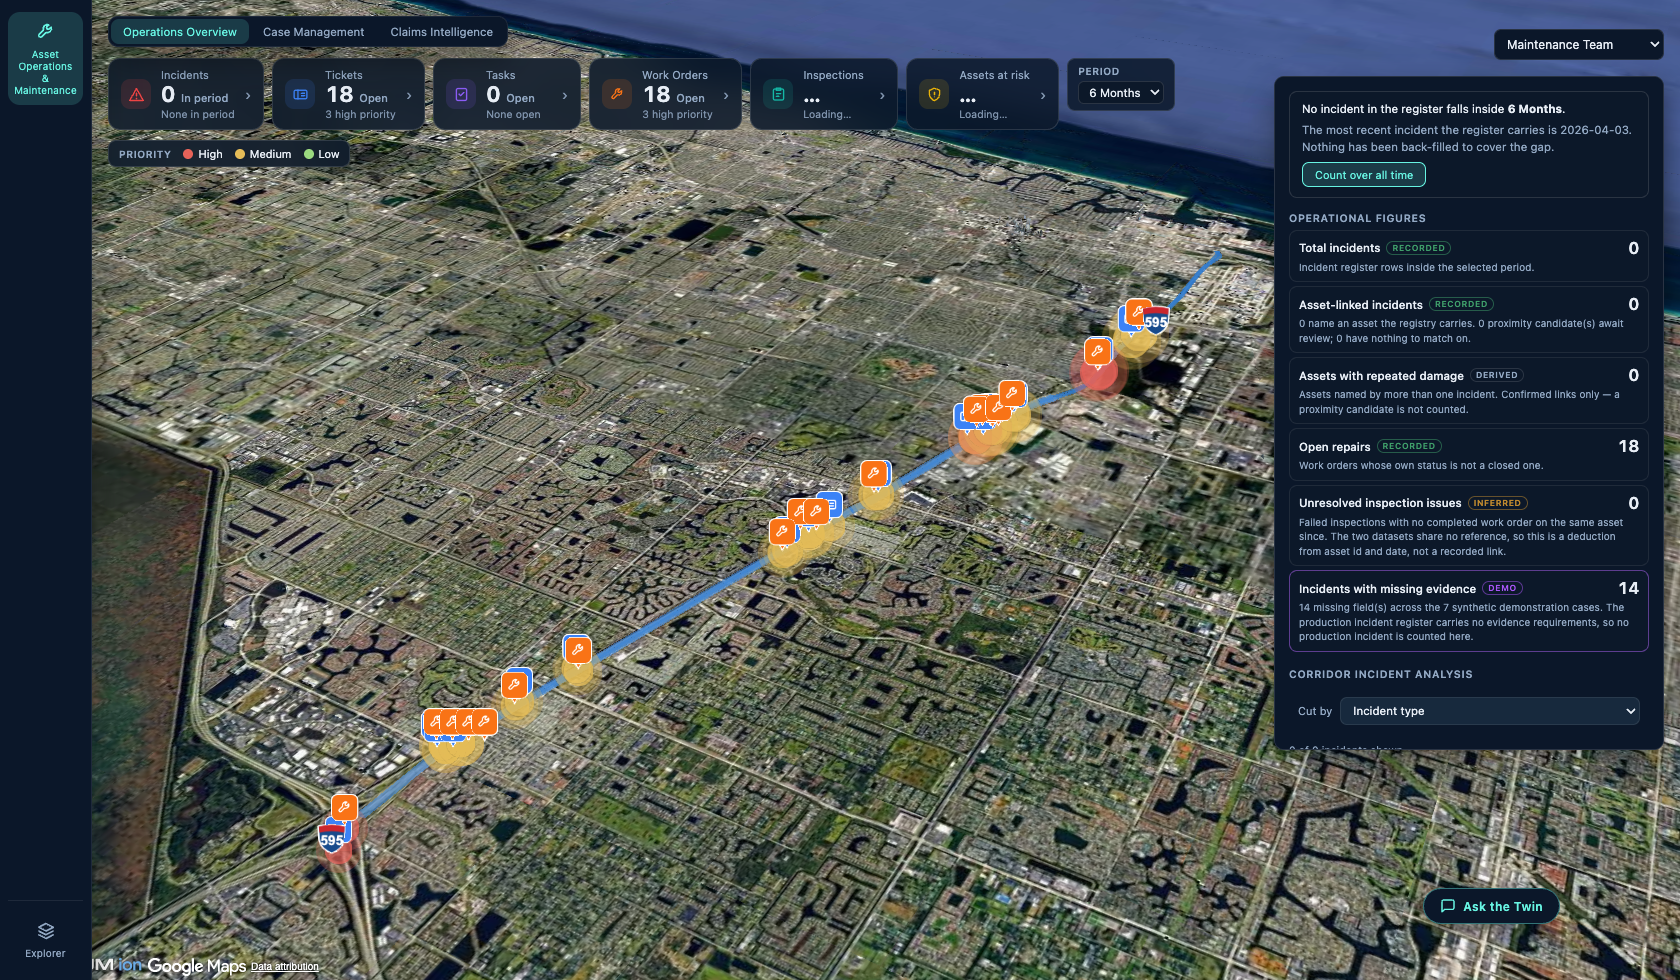 Asset
Operations
&
Maintenance
Operations Overview
Case Management
Claims Intelligence
Maintenance Team
Incidents
0 In period
None in period
Tickets
18 Open
3 high priority
Tasks
0 Open
None open
Work Orders
18 Open
3 high priority
Inspections
...
Loading...
Assets at risk
...
Loading...
PERIOD
6 Months
PRIORITY High Medium Low
No incident in the register falls inside 6 Months.
The most recent incident the register carries is 2026-04-03.
Nothing has been back-filled to cover the gap.
Count over all time
OPERATIONAL FIGURES
Total incidents RECORDED 0
Incident register rows inside the selected period.
Asset-linked incidents RECORDED 0
0 name an asset the registry carries. 0 proximity candidate(s) await
review; 0 have nothing to match on.
Assets with repeated damage DERIVED 0
Assets named by more than one incident. Confirmed links only — a
proximity candidate is not counted.
Open repairs RECORDED 18
Work orders whose own status is not a closed one.
Unresolved inspection issues INFERRED 0
Failed inspections with no completed work order on the same asset
since. The two datasets share no reference, so this is a deduction
from asset id and date, not a recorded link.
Incidents with missing evidence DEMO 14
14 missing field(s) across the 7 synthetic demonstration cases. The
production incident register carries no evidence requirements, so no
production incident is counted here.
CORRIDOR INCIDENT ANALYSIS
Cut by Incident type
595
595
Ask the Twin
Explorer
ion Google Maps Data attribution